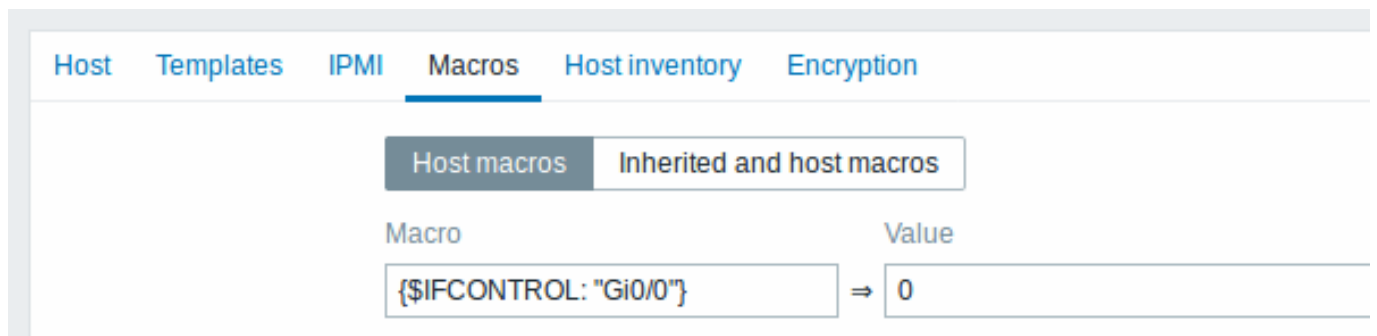 Host Templates IPMI Macros Host inventory Encryption
Host macros Inherited and host macros
Macro Value
{$IFCONTROL: "Gi0/0"} ⇒ 0